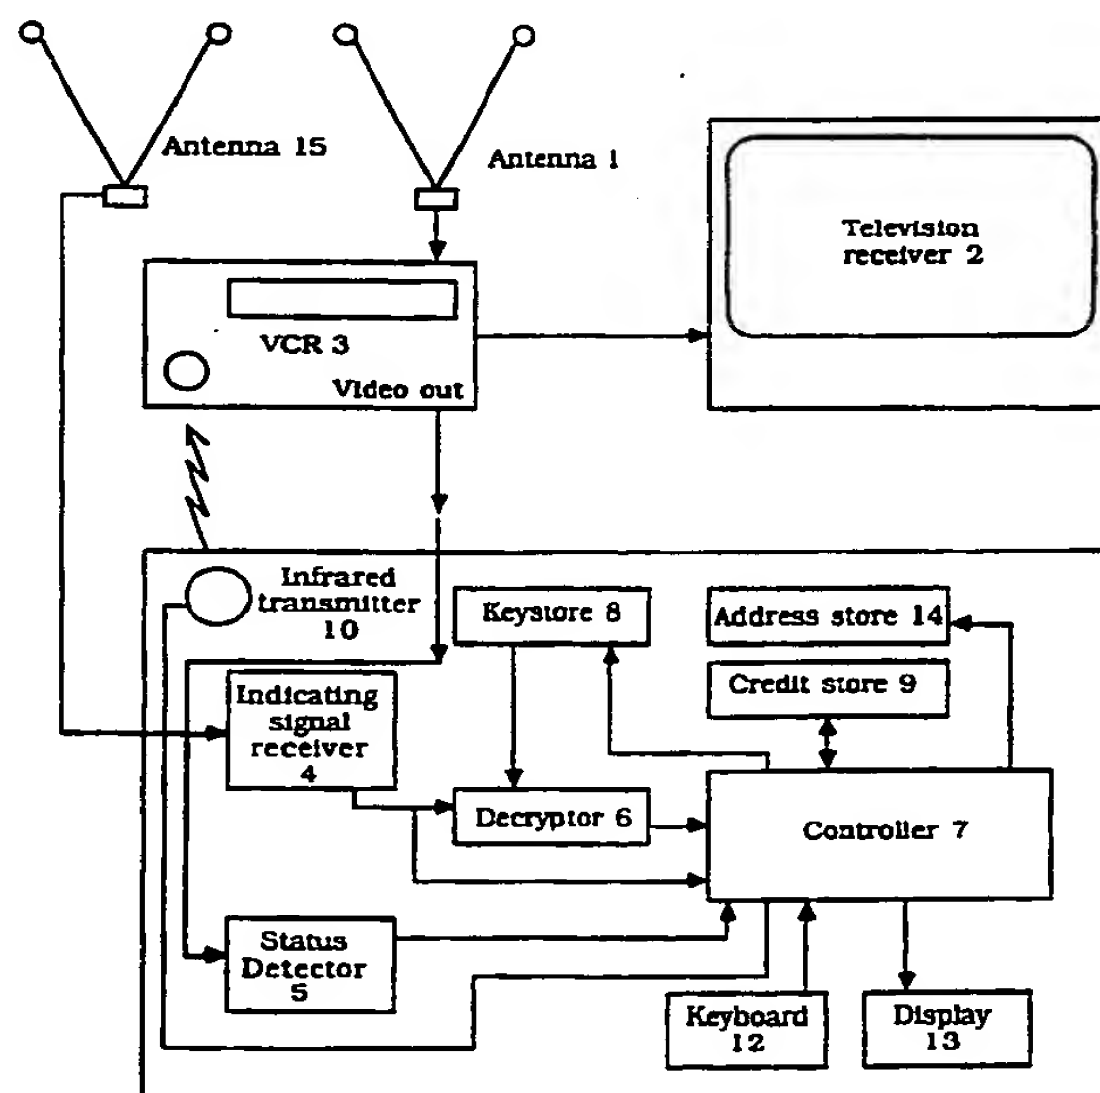 Antenna 15
Antenna 1
Television
receiver 2
VCR 3
Video out
Infrared
transmitter
10
Keystore 8
Address store 14
Credit store 9
Indicating
signal
receiver
4
Decryptor 6
Controller 7
Status
Detector
5
Keyboard
12
Display
13